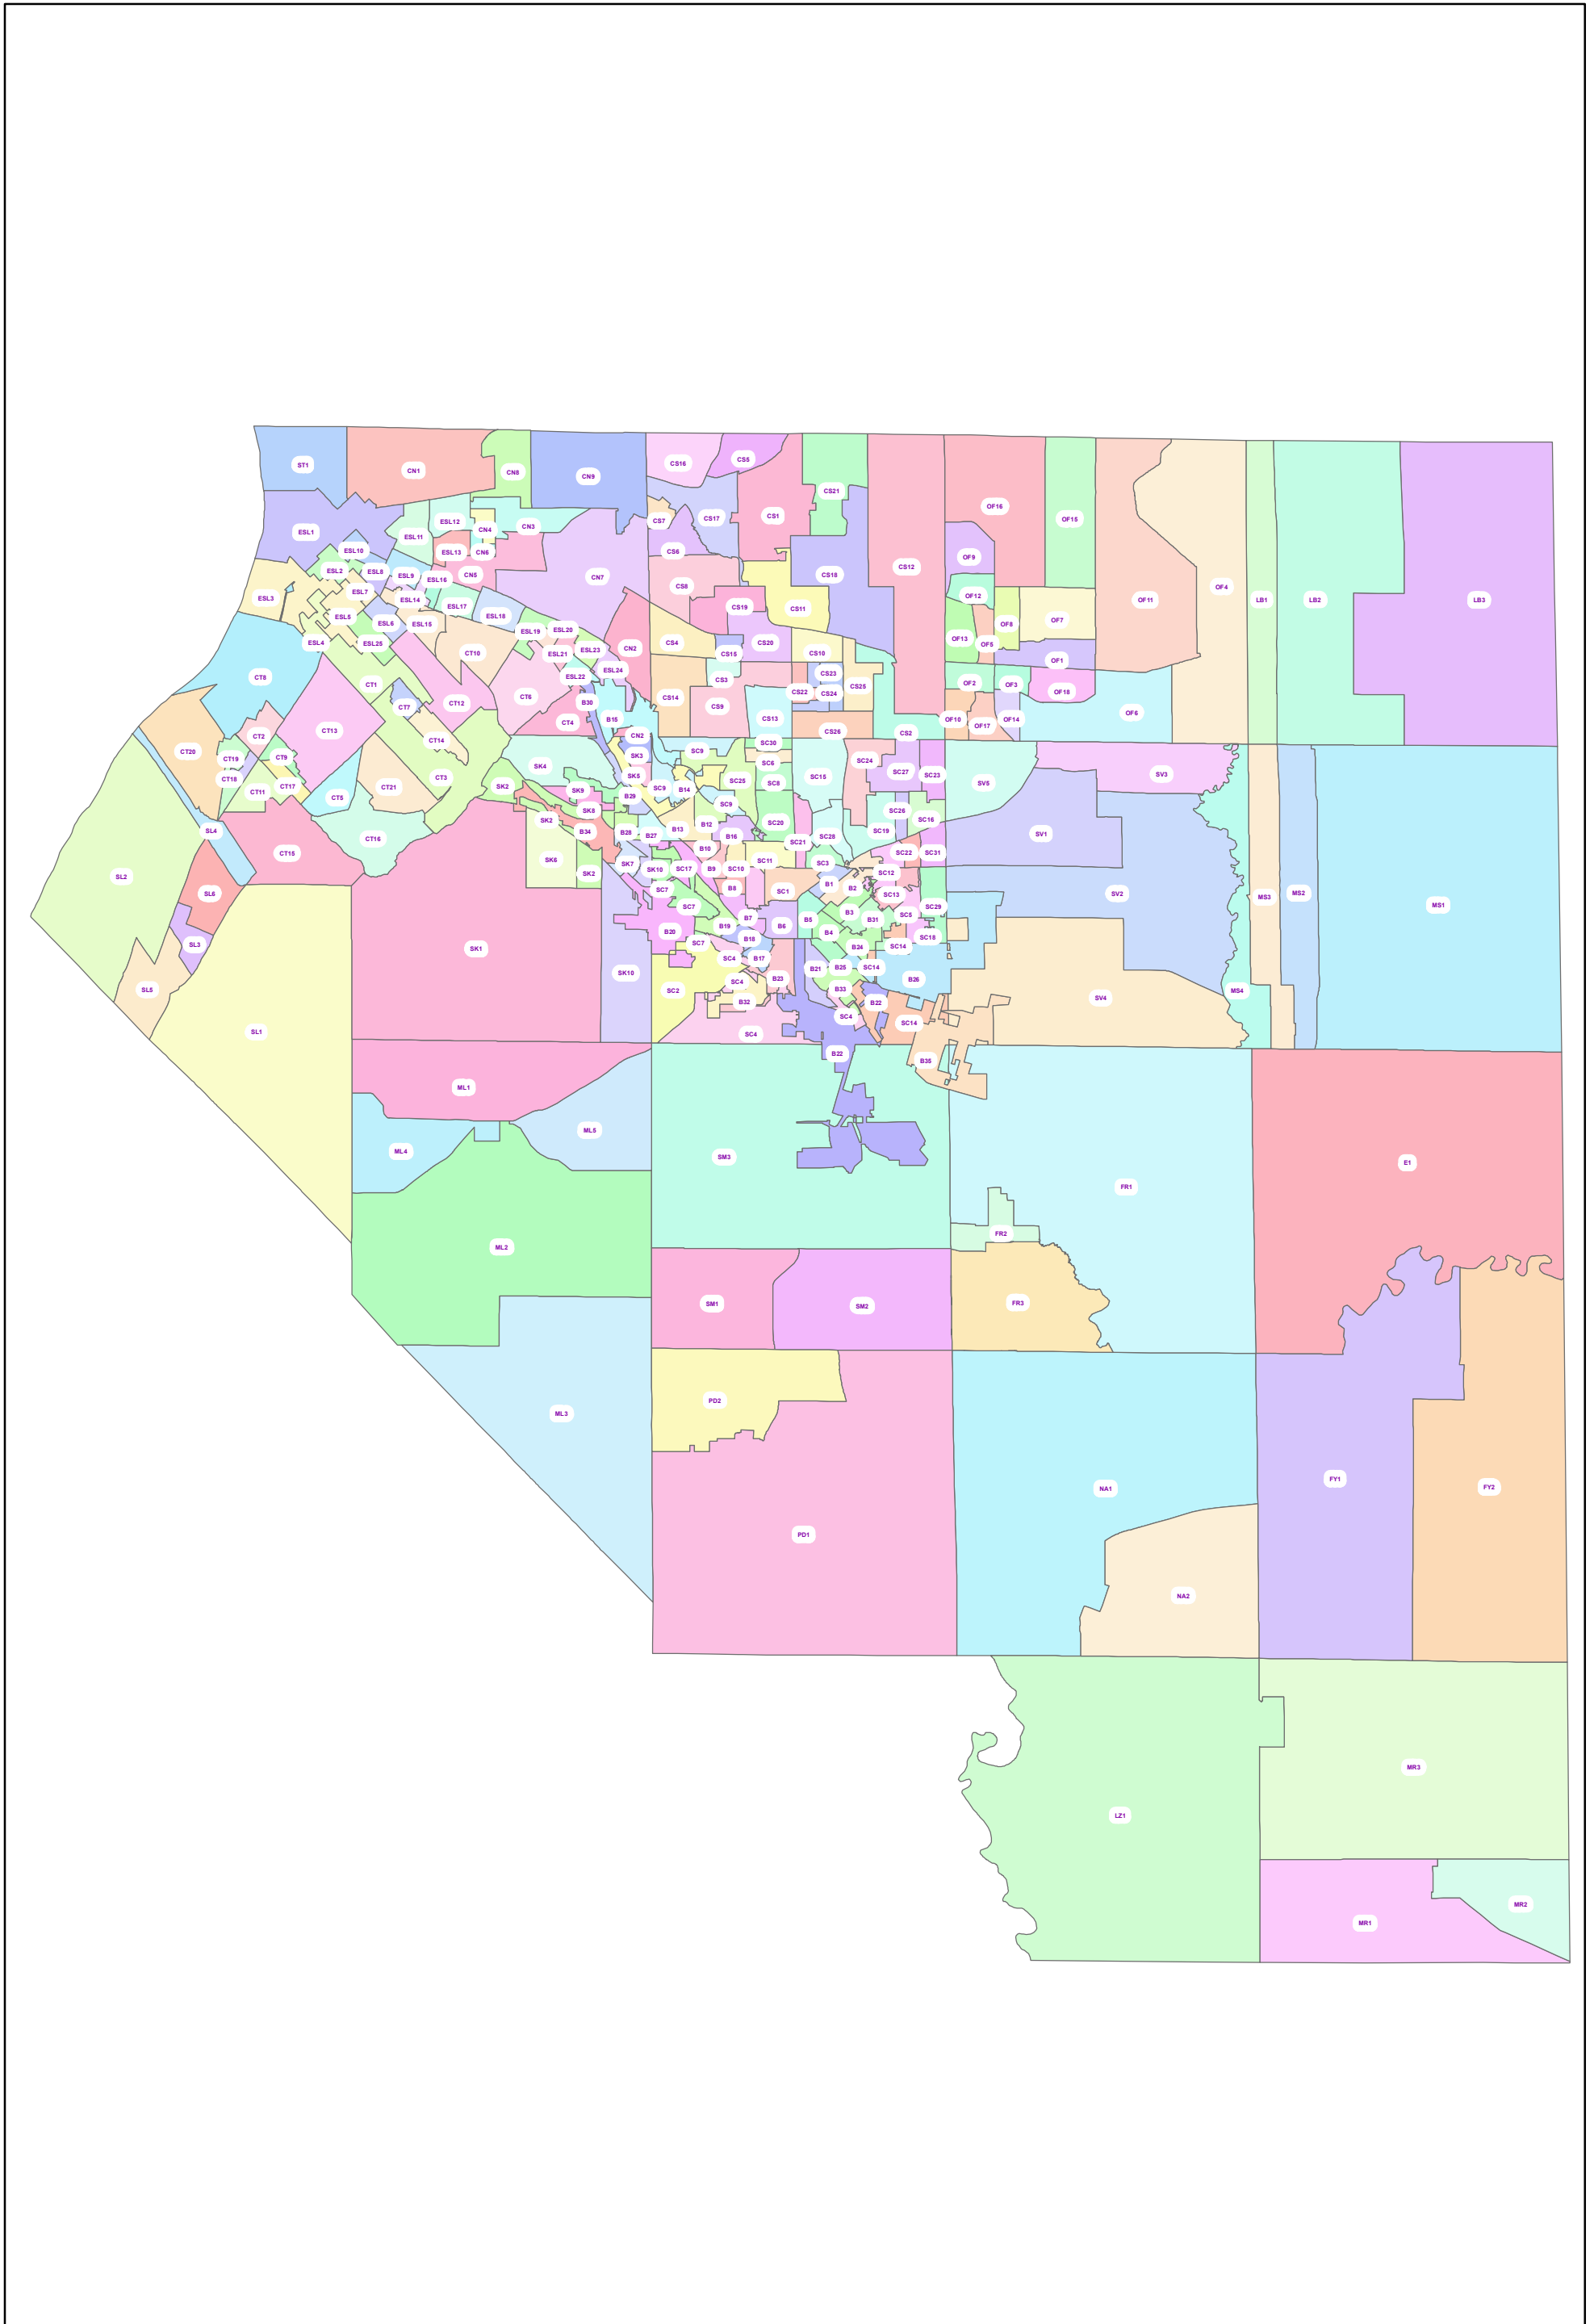 ST1
CN1
CN8
CN9
CS16
CS5
CS21
CS1
CS17
CS7
CS6
CS12
OF16
OF15
OF11
OF4
LB1
LB2
LB3
ESL1
ESL11
ESL12
CN4
CN3
ESL13
CN6
ESL10
ESL2
ESL8
ESL9
ESL16
CN5
CN7
CS8
CS18
OF9
ESL3
ESL7
ESL14
ESL17
ESL18
CS19
CS11
OF12
OF8
OF7
ESL5
ESL6
ESL15
ESL19
ESL20
ESL4
ESL25
CT10
ESL21
ESL23
CN2
CS4
CS15
CS20
CS10
OF13
OF5
OF1
CT8
CT1
CT7
CT12
CT6
ESL22
ESL24
CS14
CS3
CS9
CS22
CS23
CS24
CS25
OF2
OF3
OF18
B30
B15
CT4
CS13
CS26
CS2
OF10
OF17
OF14
OF6
CT20
CT2
CT13
CT14
CN2
CT19
CT9
CT18
CT11
CT17
CT5
CT21
CT3
SK4
SK3
SK5
SC9
SC30
SC6
SC25
SC8
SC15
SC24
SC27
SC23
SV5
SV3
SK2
SK9
SK8
B29
SC9
B14
SC9
SL4
CT15
CT16
SK2
B34
B28
B27
B13
B12
B16
SC20
SC21
SC28
SC19
SC26
SC16
SV1
SL2
SL6
SK6
SK2
SK7
SK10
SC17
B10
B9
SC10
SC11
SC3
SC22
SC31
SC12
SC7
SC7
B8
SC1
B1
B2
SC13
SV2
MS3
MS2
MS1
SL3
SK1
B20
B19
B7
B6
B5
B3
B31
SC5
SC29
SC18
SL5
SC7
B18
B4
B24
SC14
SC4
B17
B21
B25
SC14
B26
SL1
SK10
SC2
SC4
B32
B23
B33
B22
SC4
SC14
SV4
MS4
SC4
B22
B35
ML1
ML5
ML4
SM3
E1
FR1
ML2
FR2
SM1
SM2
FR3
ML3
PD2
FY1
FY2
NA1
PD1
NA2
MR3
LZ1
MR2
MR1